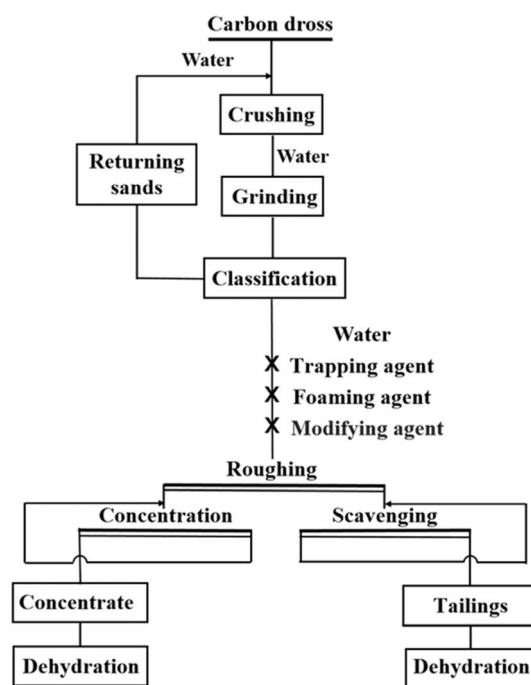 Carbon dross
Water
Crushing
Water
Returning
sands
Grinding
Classification
Water
Trapping agent
Foaming agent
Modifying agent
Roughing
Concentration
Scavenging
Concentrate
Tailings
Dehydration
Dehydration